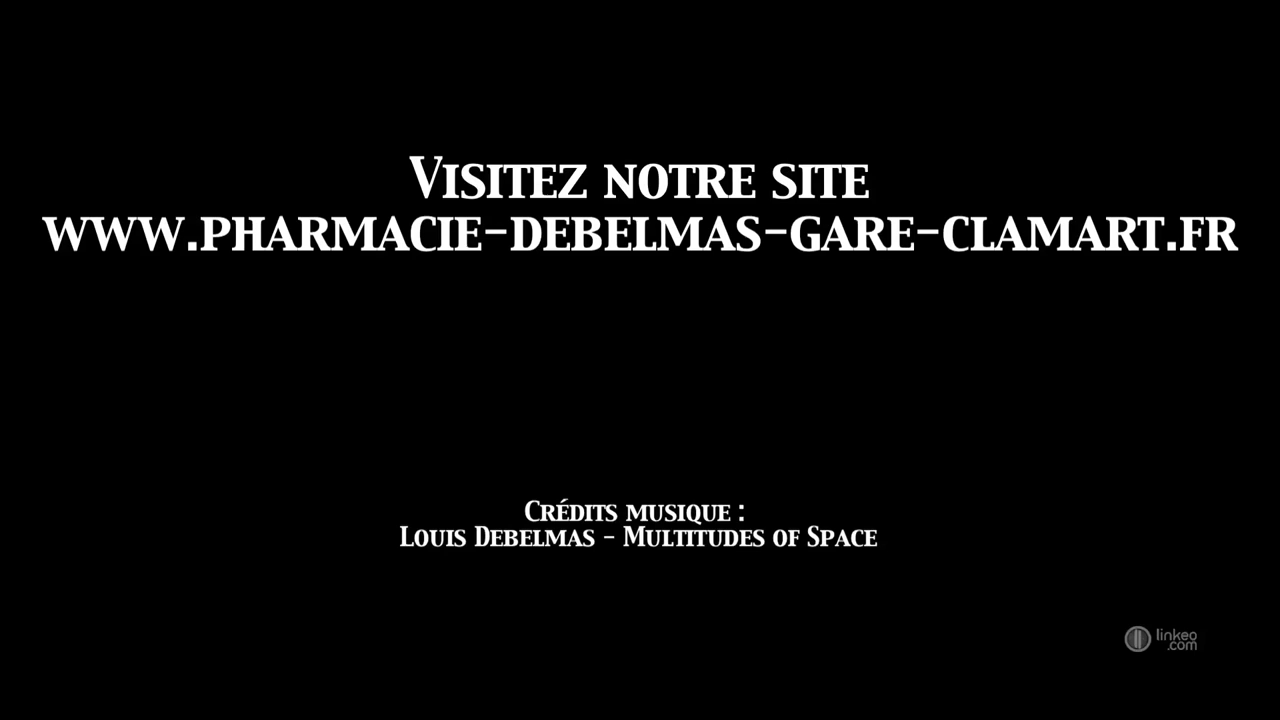 Visitez notre site
www.pharmacie-debelmas-gare-clamart.fr
Crédits musique :
Louis Debelmas - Multitudes of Space
linkeo
.com